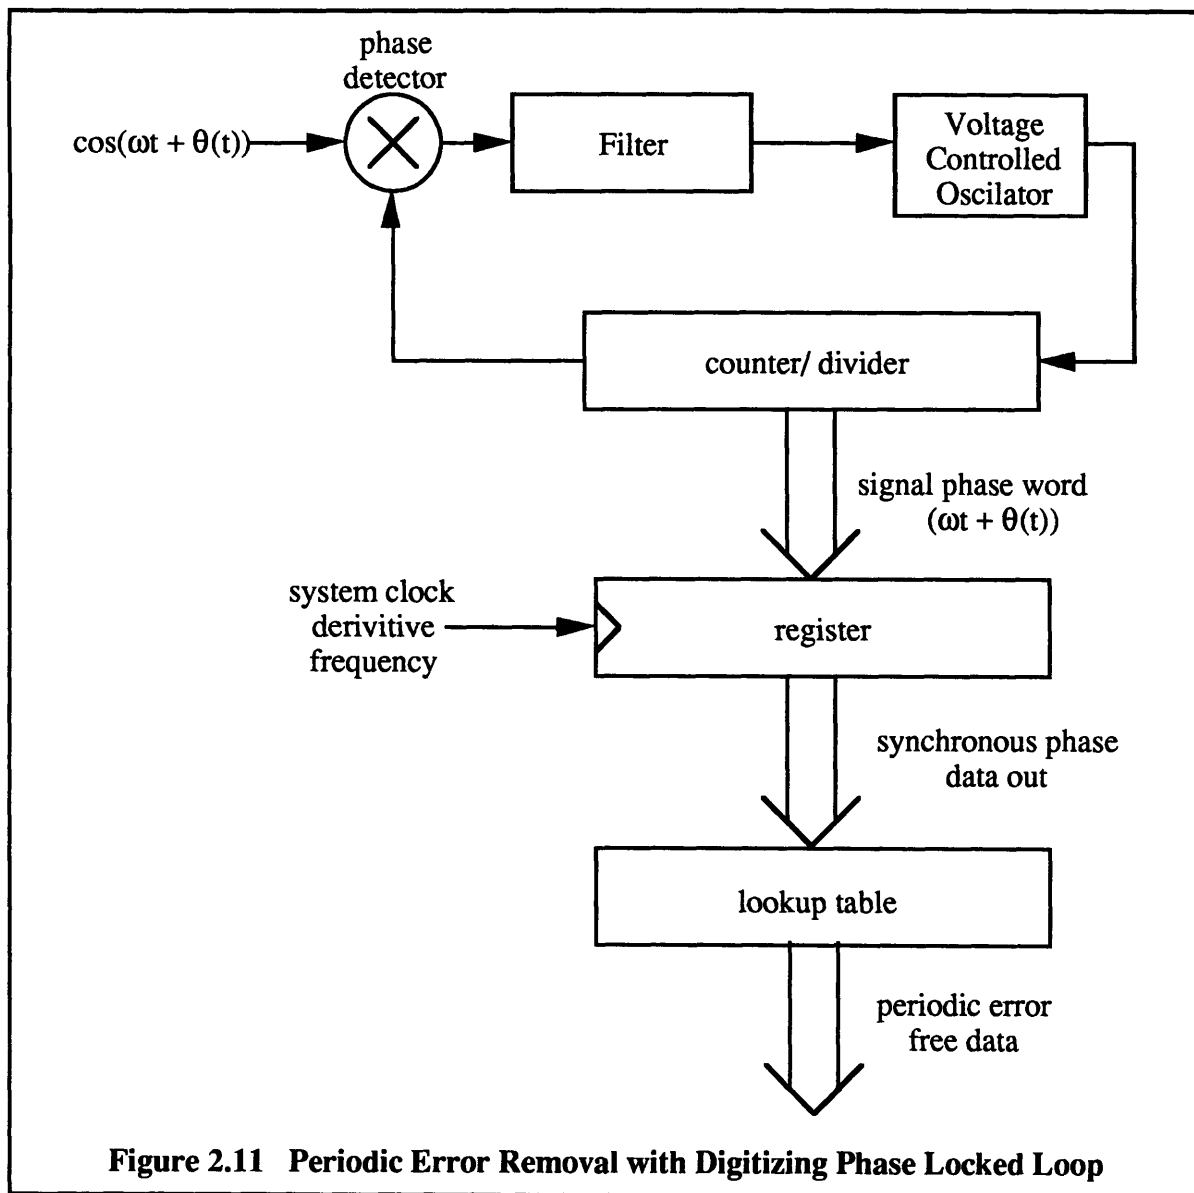 phase
detector
cos(ωt + θ(t))
Filter
Voltage
Controlled
Oscilator
counter/ divider
signal phase word
(ωt + θ(t))
system clock
derivitive
frequency
register
synchronous phase
data out
lookup table
periodic error
free data
Figure 2.11 Periodic Error Removal with Digitizing Phase Locked Loop